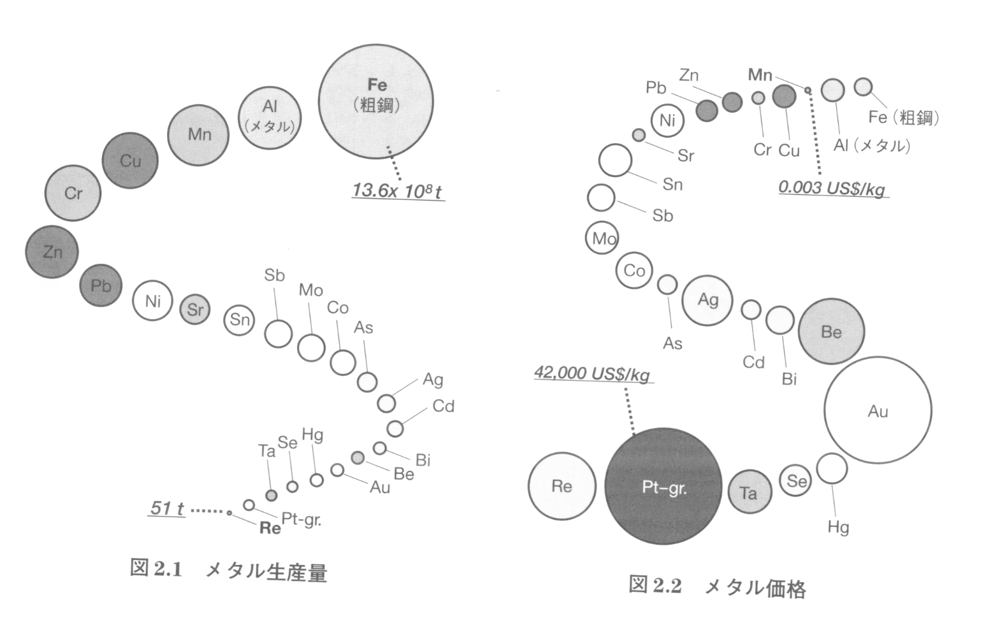 Fe
(粗鋼)
Al
(メタル)
Mn
Cu
Cr
Zn
Pb
Ni
Sr
Sn
Sb
Mo
Co
As
Ag
Cd
Bi
Be
Au
Hg
Se
Ta
Pt-gr.
Re
13.6x 10⁸ t
51 t
図 2.1 メタル生産量
Fe (粗鋼)
Al (メタル)
Mn
Cu
Cr
Zn
Pb
Ni
Sr
Sn
Sb
Mo
Co
As
Ag
Cd
Bi
Be
Au
Hg
Se
Ta
Pt−gr.
Re
0.003 US$/kg
42,000 US$/kg
図 2.2 メタル価格